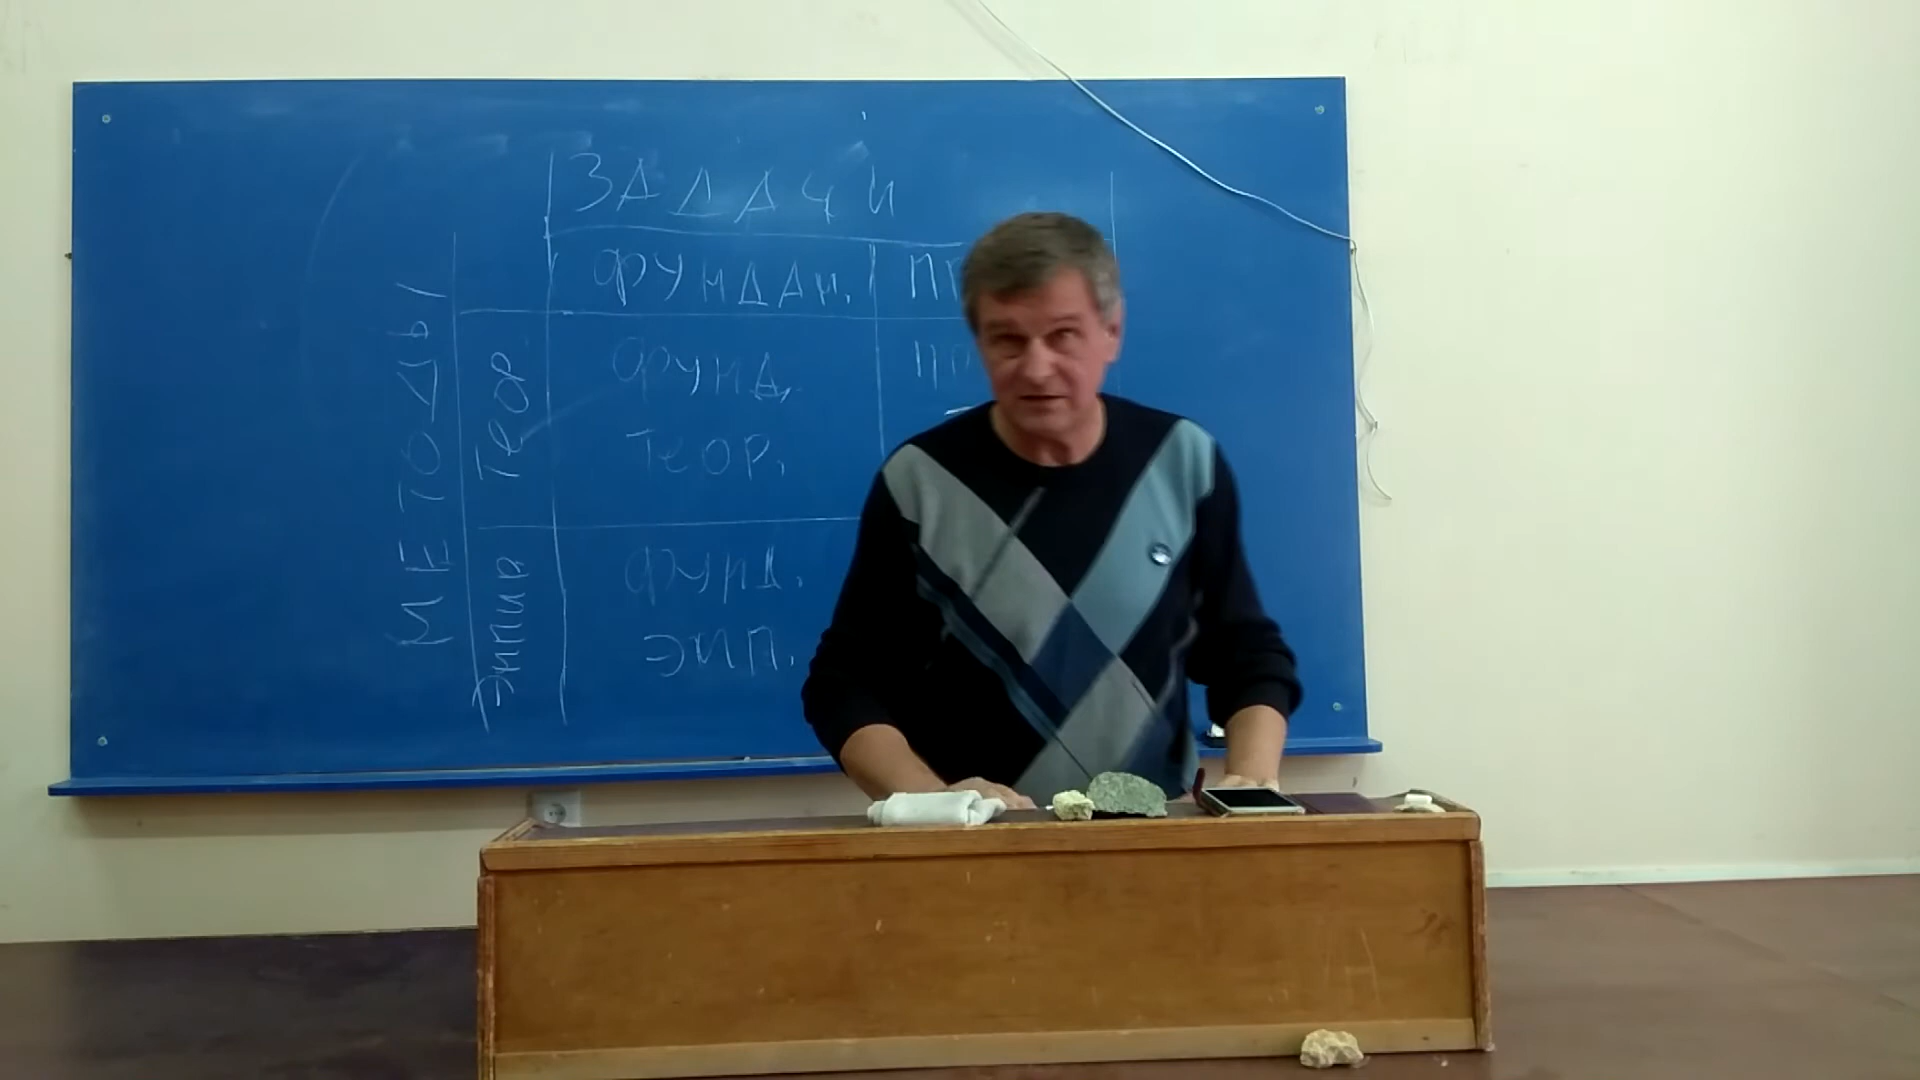 ЗАДАЧИ
ФУНДАМ.
МЕТОДЫ
ТЕОР
ФУНД.
ТЕОР.
ЭМПИР
ФУНД.
ЭМП.